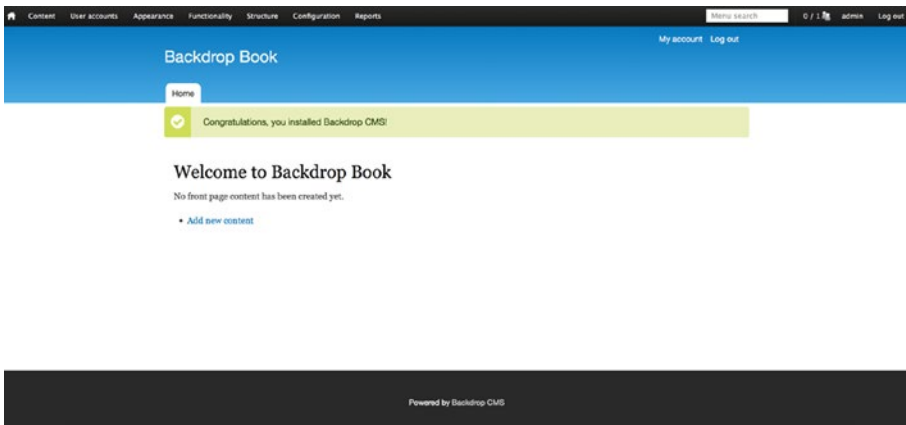 Content User accounts Appearance Functionality Structure Configuration Reports Menu search 0 / 1 admin Log out
My account Log out
Backdrop Book
Home
Congratulations, you installed Backdrop CMS!
Welcome to Backdrop Book
No front page content has been created yet.
• Add new content
Powered by Backdrop CMS